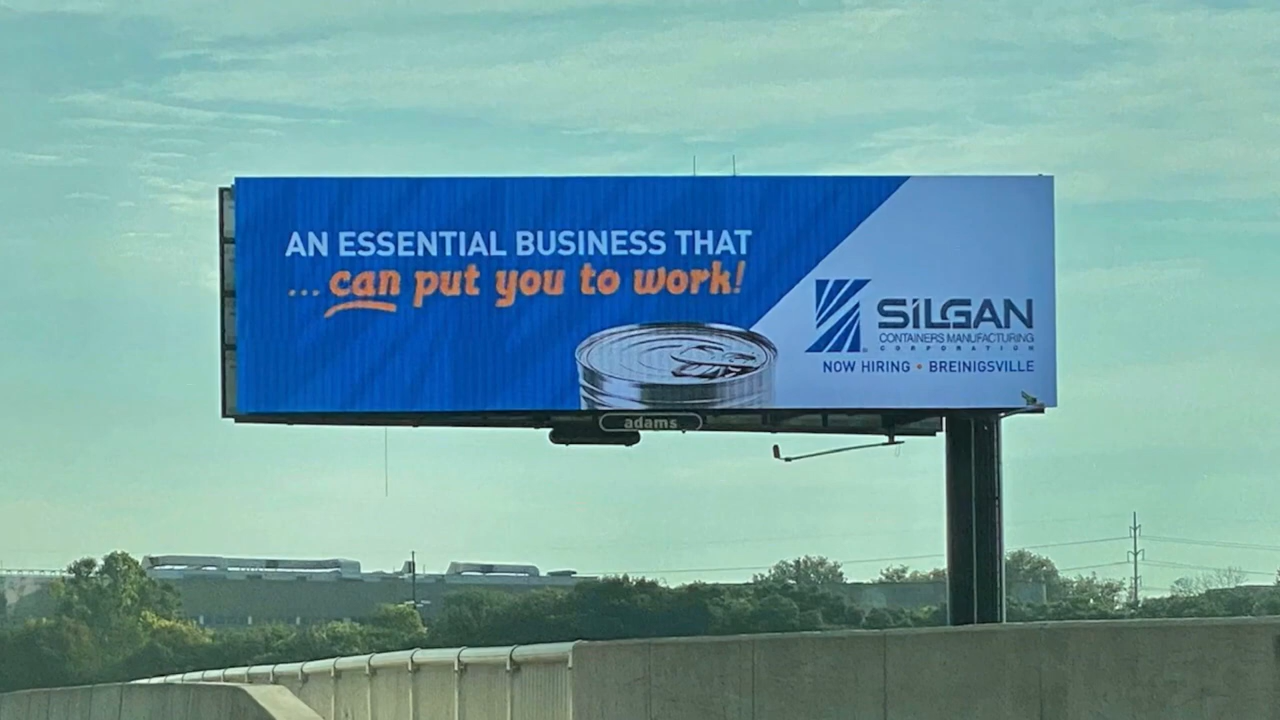 AN ESSENTIAL BUSINESS THAT
... can put you to work!
SILGAN
CONTAINERS MANUFACTURING
CORPORATION
NOW HIRING • BREINIGSVILLE
adams